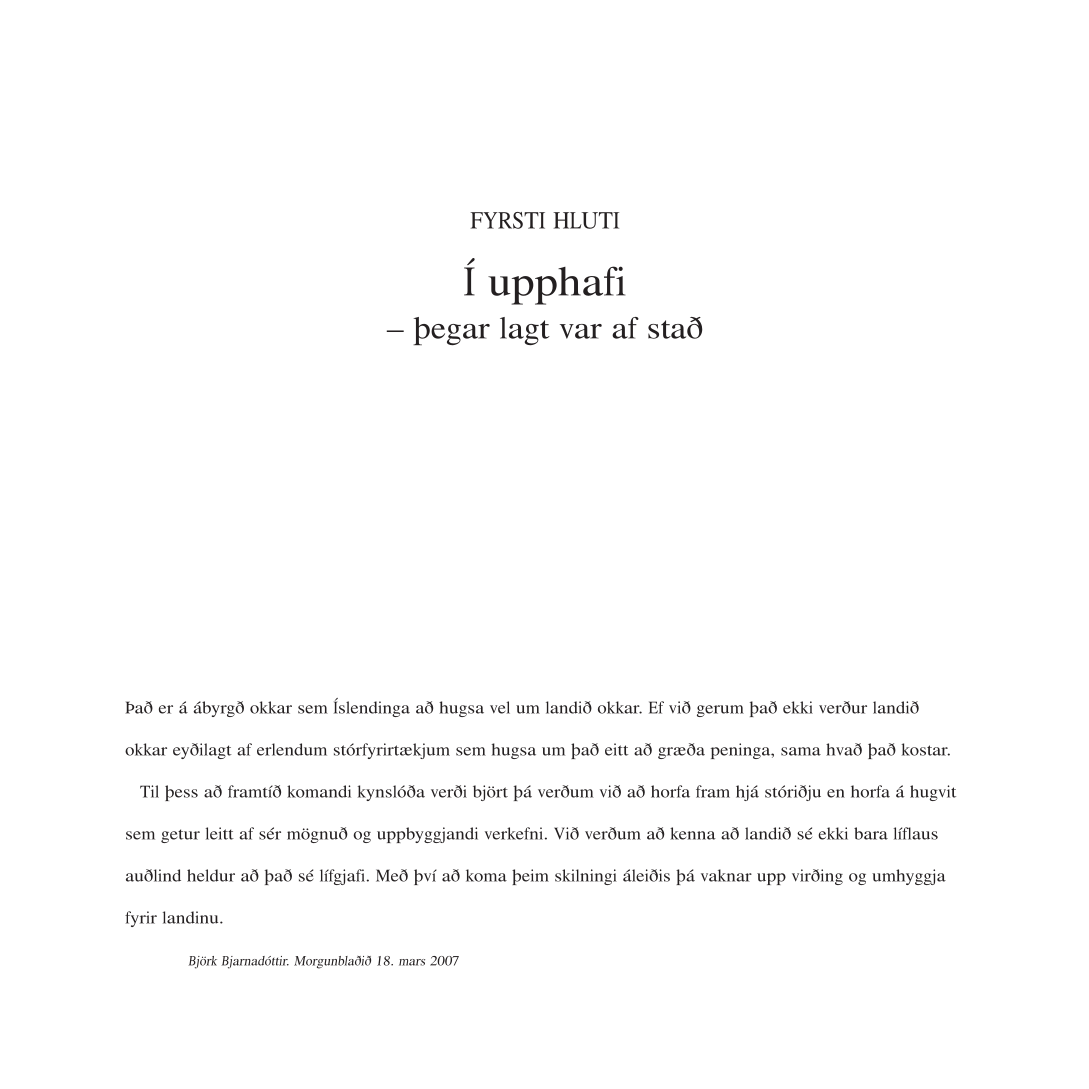 FYRSTI HLUTI
Í upphafi
– þegar lagt var af stað
Það er á ábyrgð okkar sem Íslendinga að hugsa vel um landið okkar. Ef við gerum það ekki verður landið
okkar eyðilagt af erlendum stórfyrirtækjum sem hugsa um það eitt að græða peninga, sama hvað það kostar.
Til þess að framtíð komandi kynslóða verði björt þá verðum við að horfa fram hjá stóriðju en horfa á hugvit
sem getur leitt af sér mögnuð og uppbyggjandi verkefni. Við verðum að kenna að landið sé ekki bara líflaus
auðlind heldur að það sé lífgjafi. Með því að koma þeim skilningi áleiðis þá vaknar upp virðing og umhyggja
fyrir landinu.
Björk Bjarnadóttir. Morgunblaðið 18. mars 2007